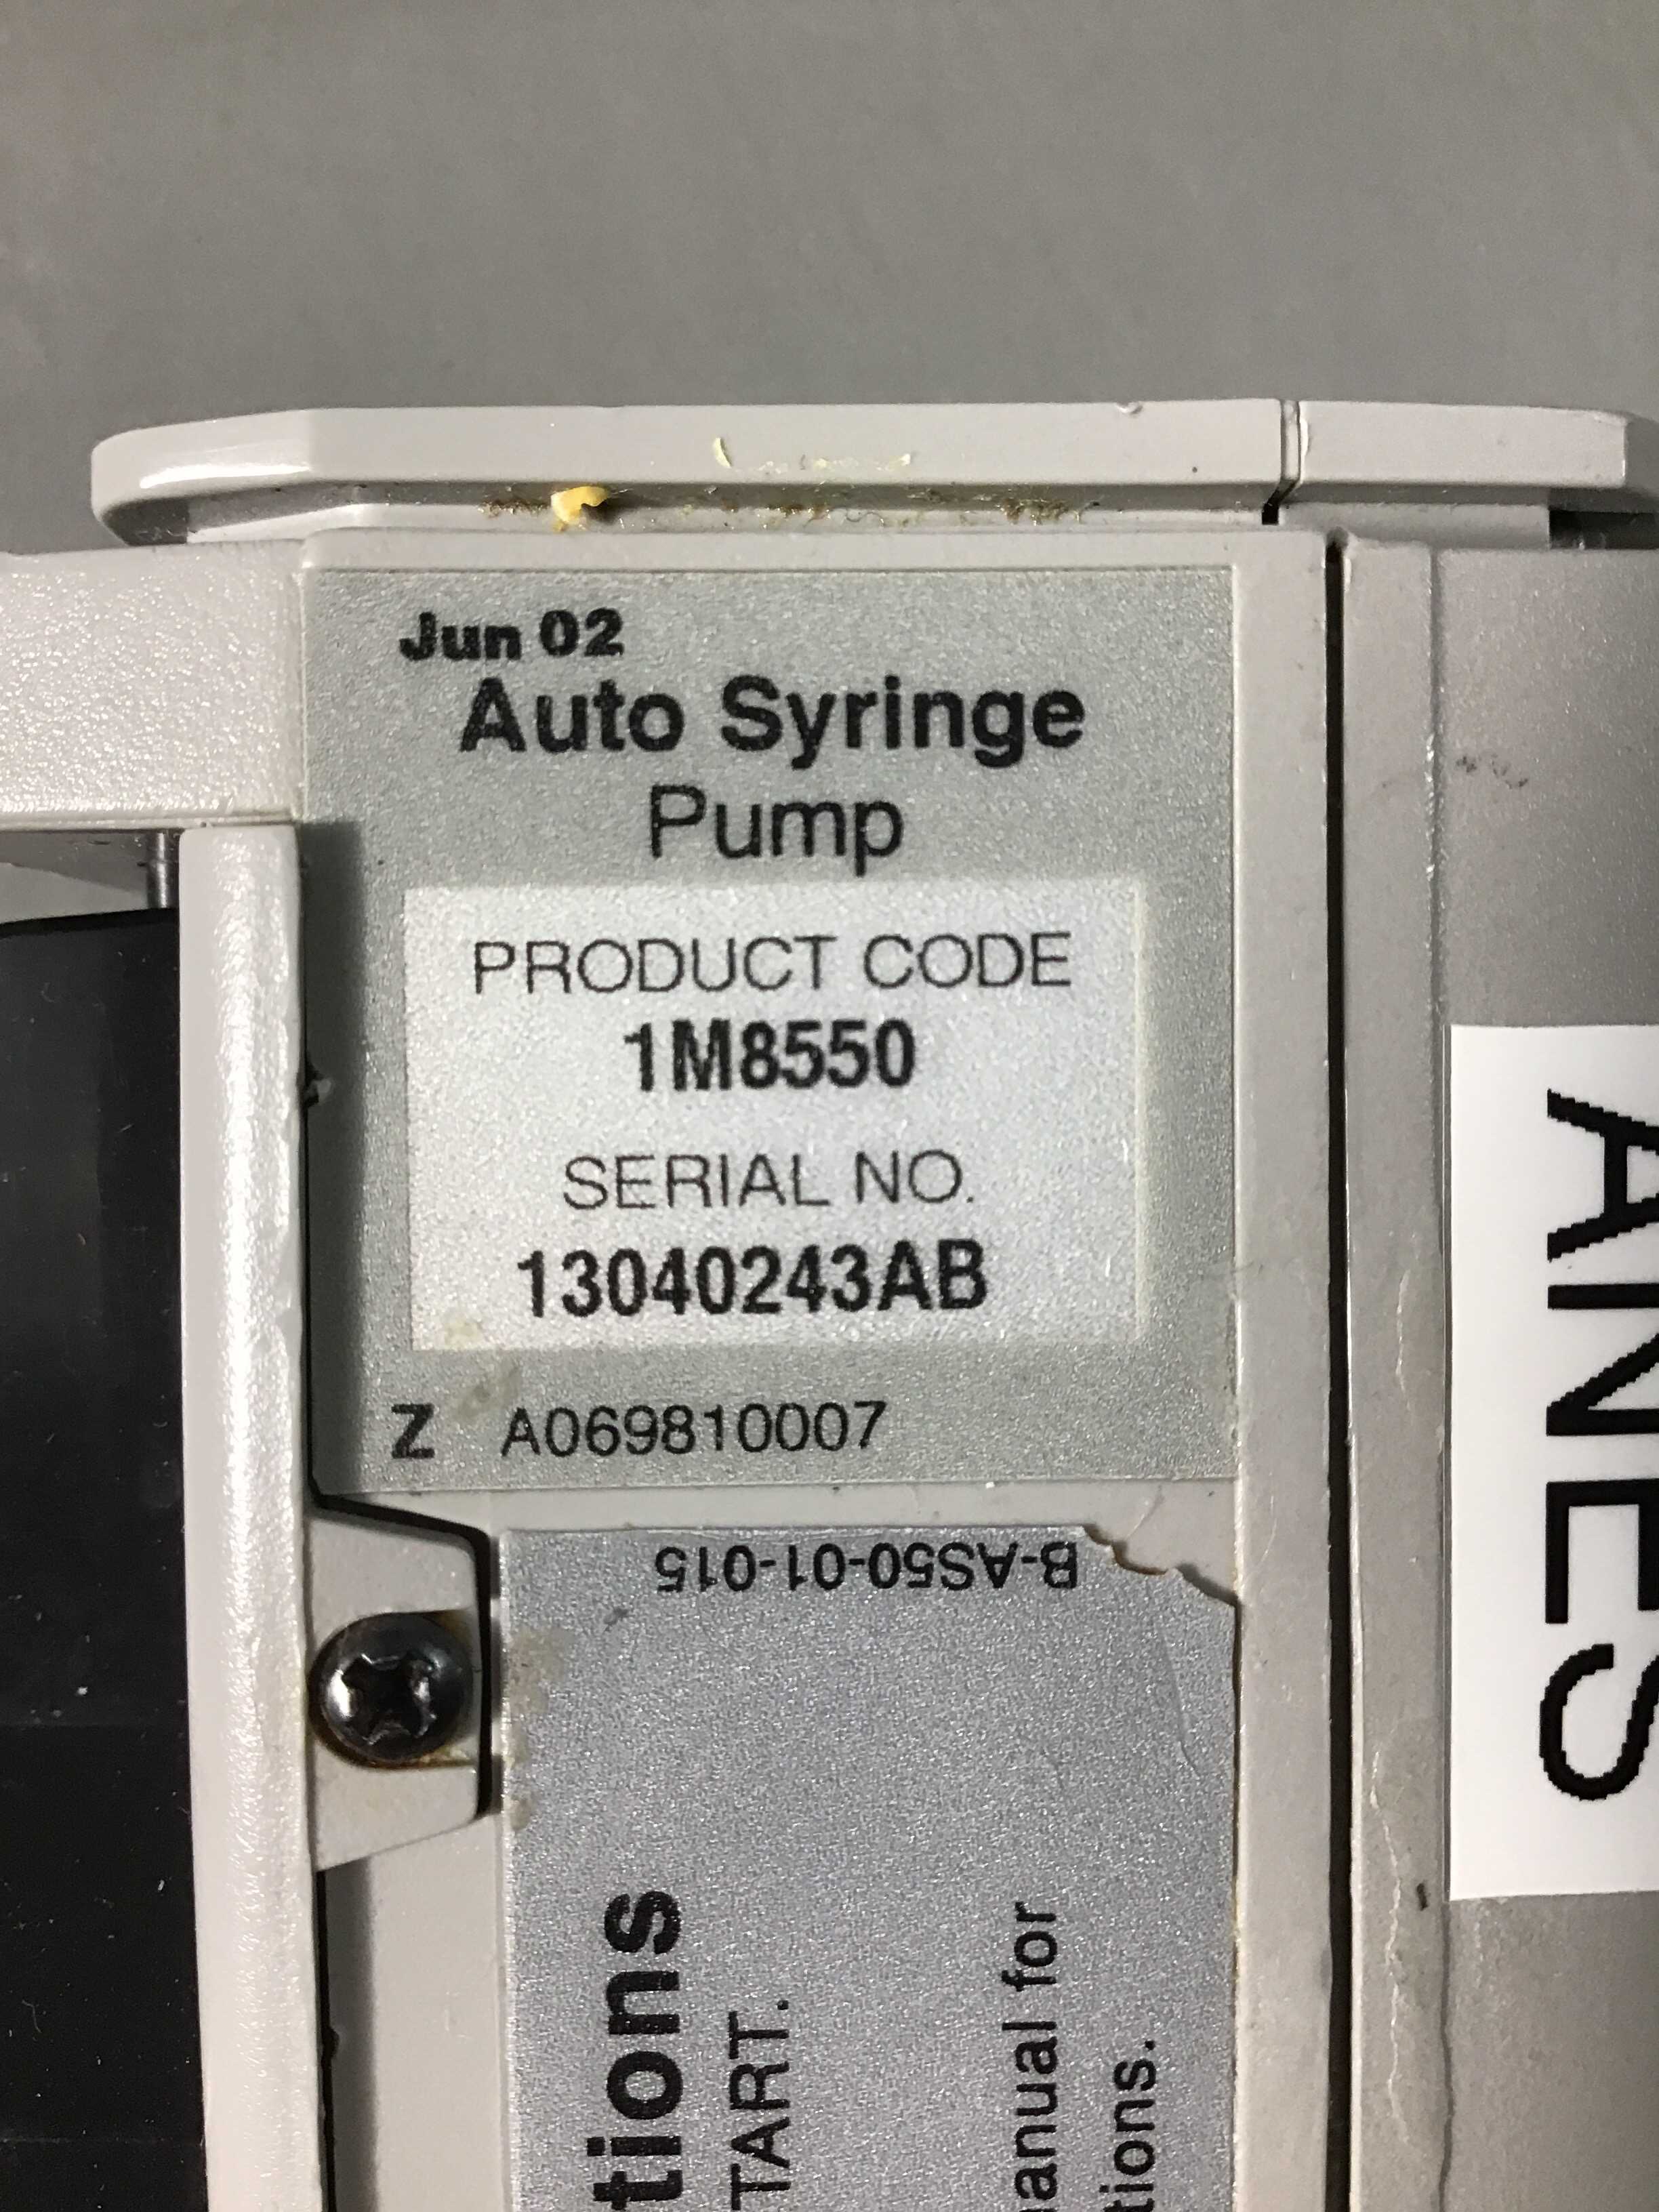 Jun 02
Auto Syringe
Pump
PRODUCT CODE
1M8550
SERIAL NO.
13040243AB
Z A069810007
B-AS50-01-015
tions
TART.
manual for
tions.
ANES